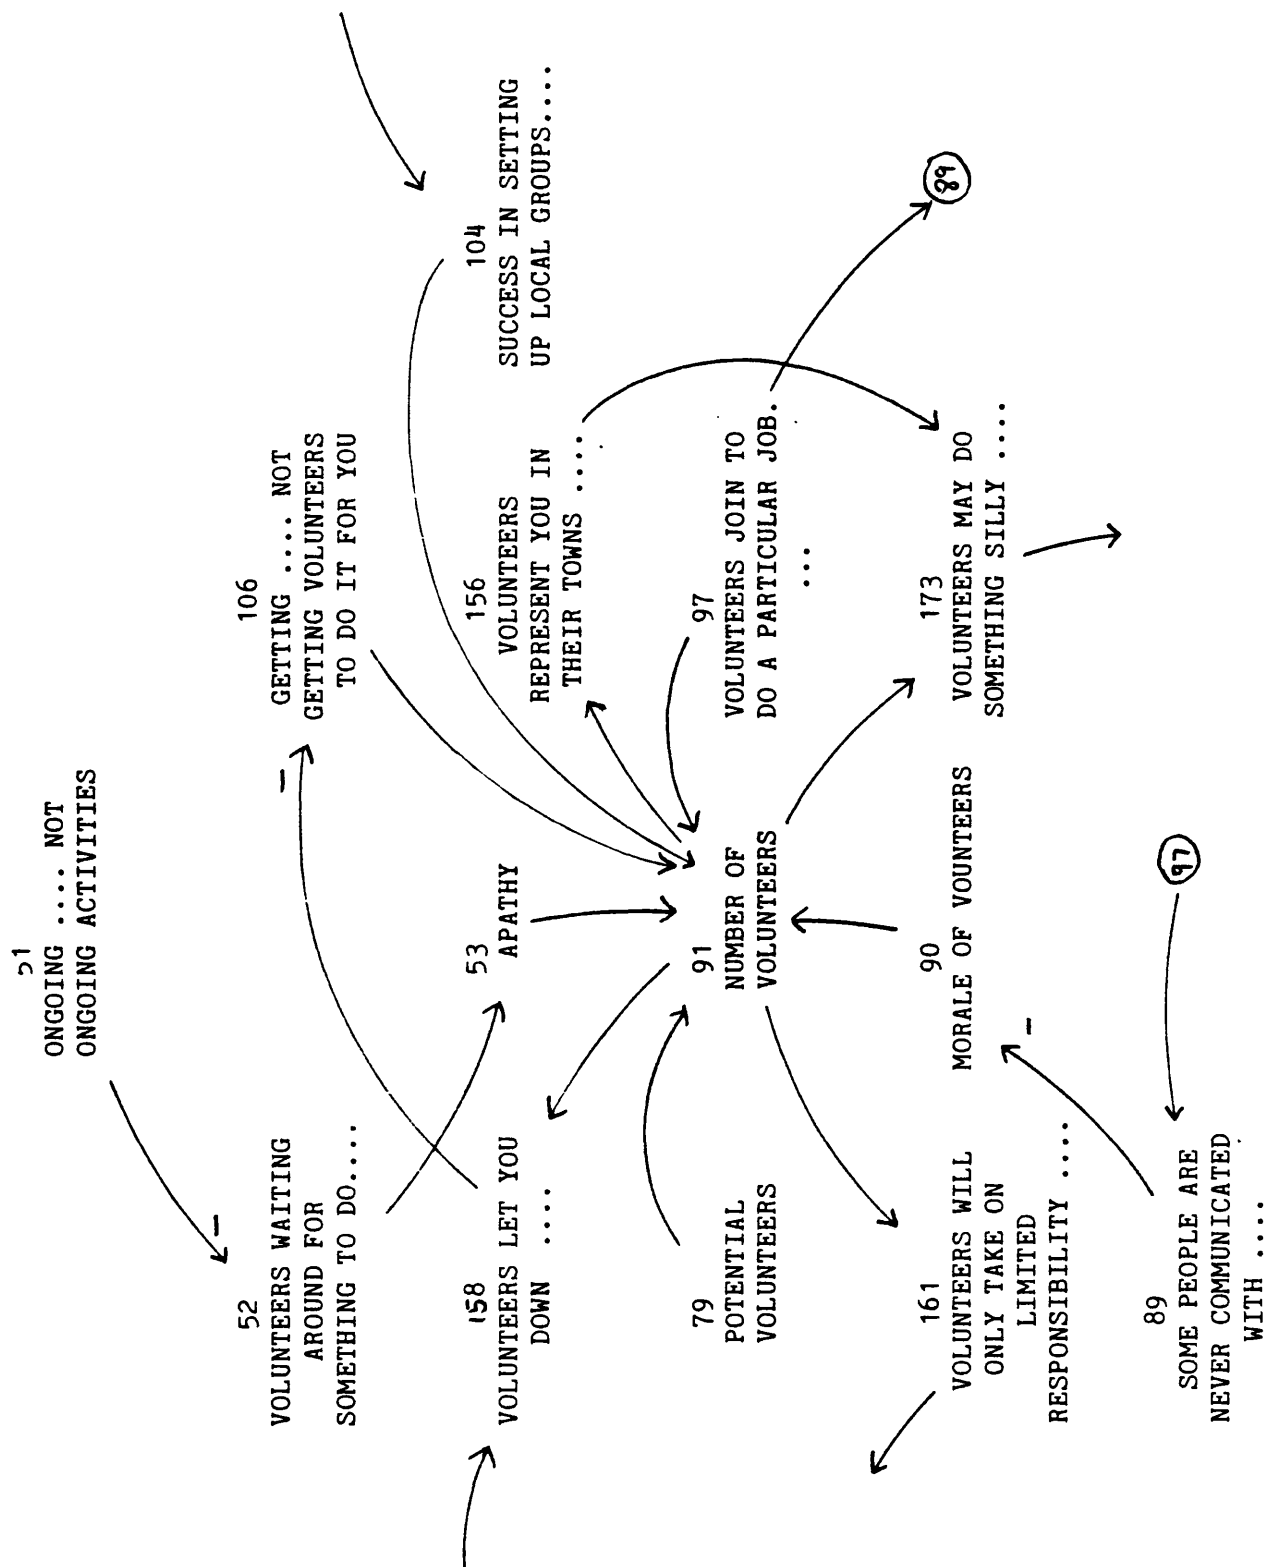 51
ONGOING .... NOT
ONGOING ACTIVITIES
52
VOLUNTEERS WAITING
AROUND FOR
SOMETHING TO DO....
106
GETTING .... NOT
GETTING VOLUNTEERS
TO DO IT FOR YOU
158
VOLUNTEERS LET YOU
DOWN ....
53
APATHY
156
VOLUNTEERS
REPRESENT YOU IN
THEIR TOWNS ....
104
SUCCESS IN SETTING
UP LOCAL GROUPS....
79
POTENTIAL
VOLUNTEERS
91
NUMBER OF
VOLUNTEERS
97
VOLUNTEERS JOIN TO
DO A PARTICULAR JOB.
...
89
161
VOLUNTEERS WILL
ONLY TAKE ON
LIMITED
RESPONSIBILITY ....
90
MORALE OF VOUNTEERS
173
VOLUNTEERS MAY DO
SOMETHING SILLY ....
89
SOME PEOPLE ARE
NEVER COMMUNICATED
WITH ....
97